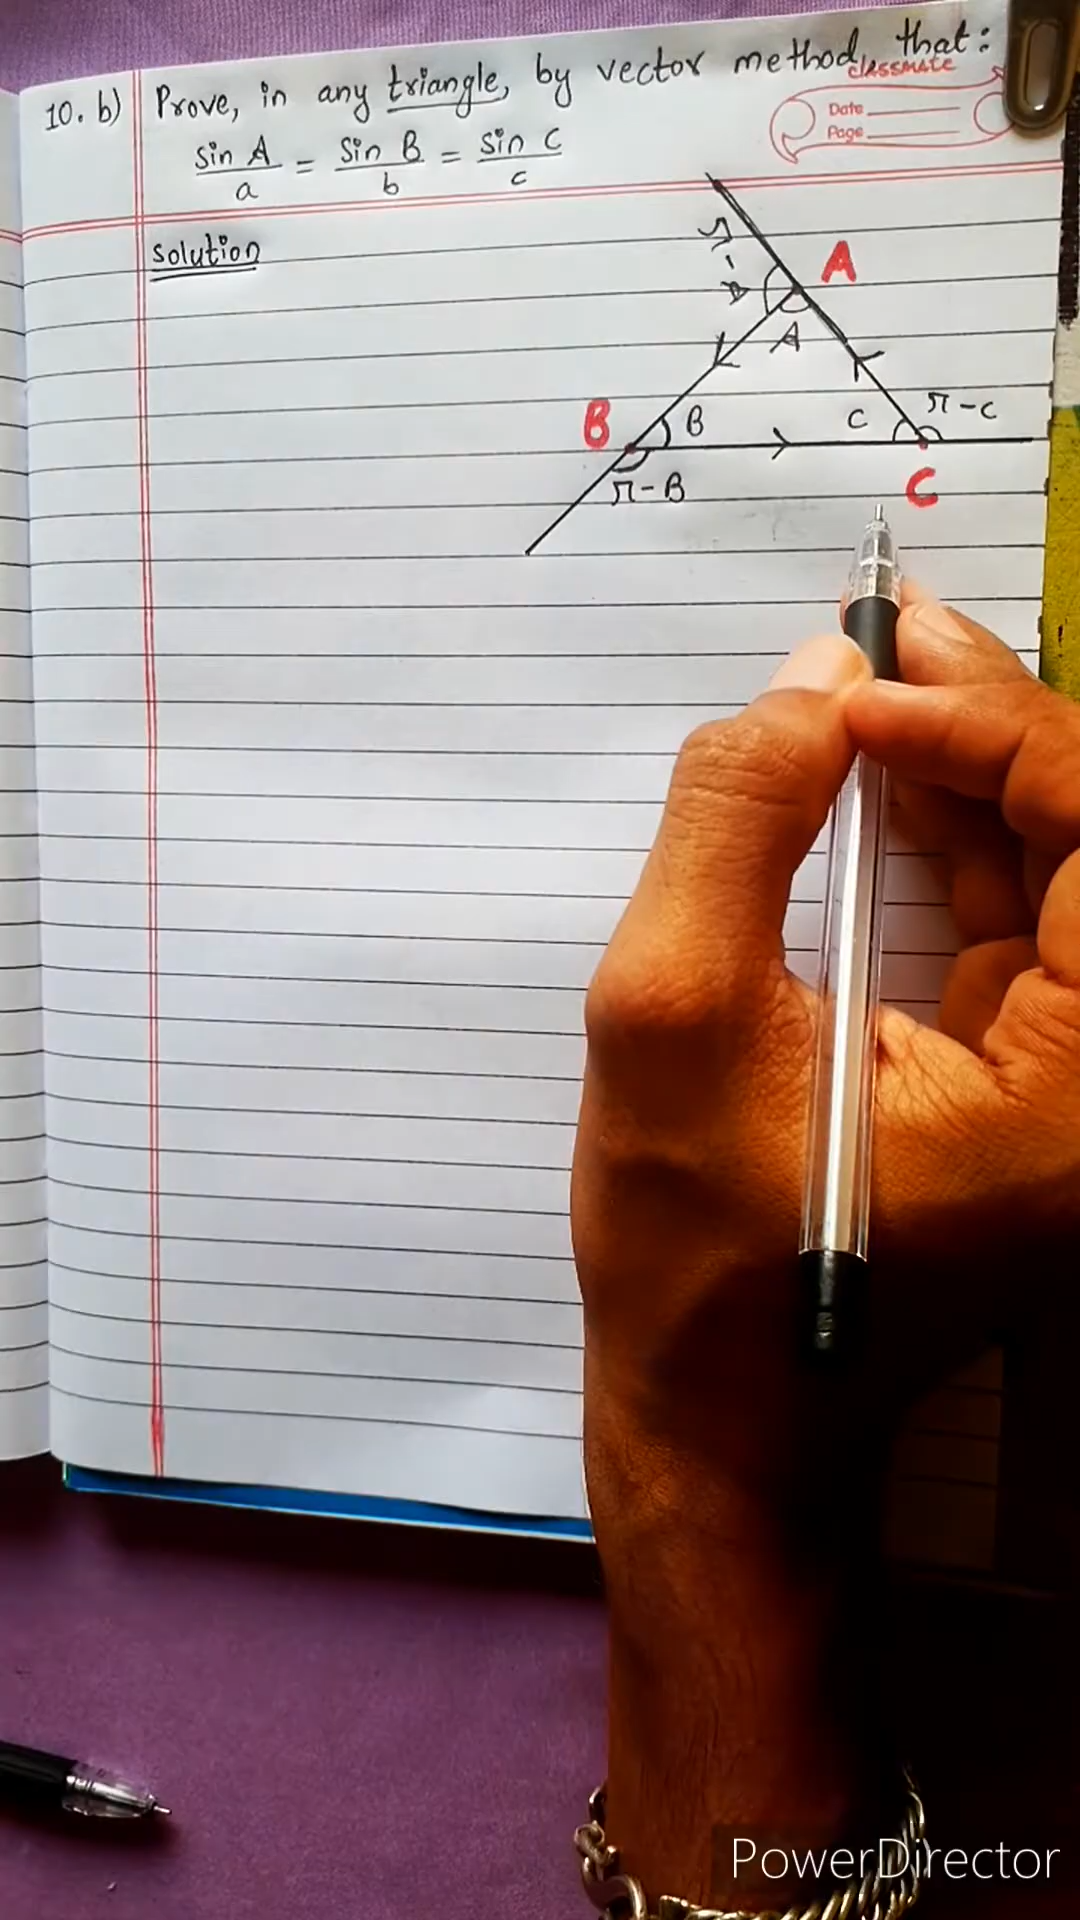 10. b) Prove, in any triangle, by vector method, that:
classmate
Date
Page
sin A / a = sin B / b = sin C / c
solution
A
π-A
A
B
B
C
π-C
π-B
C
PowerDirector